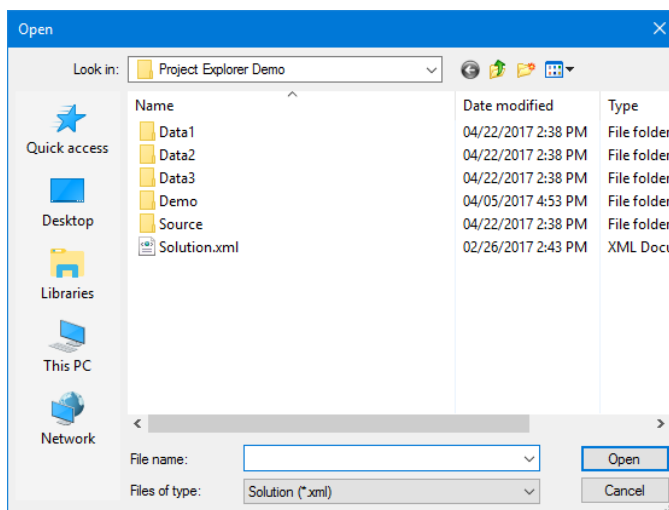 Open
Look in: Project Explorer Demo
Name Date modified Type
Data1 04/22/2017 2:38 PM File folder
Data2 04/22/2017 2:38 PM File folder
Data3 04/22/2017 2:38 PM File folder
Demo 04/05/2017 4:53 PM File folder
Source 04/22/2017 2:38 PM File folder
Solution.xml 02/26/2017 2:43 PM XML Docu
Quick access
Desktop
Libraries
This PC
Network
File name: Open
Files of type: Solution (*.xml) Cancel